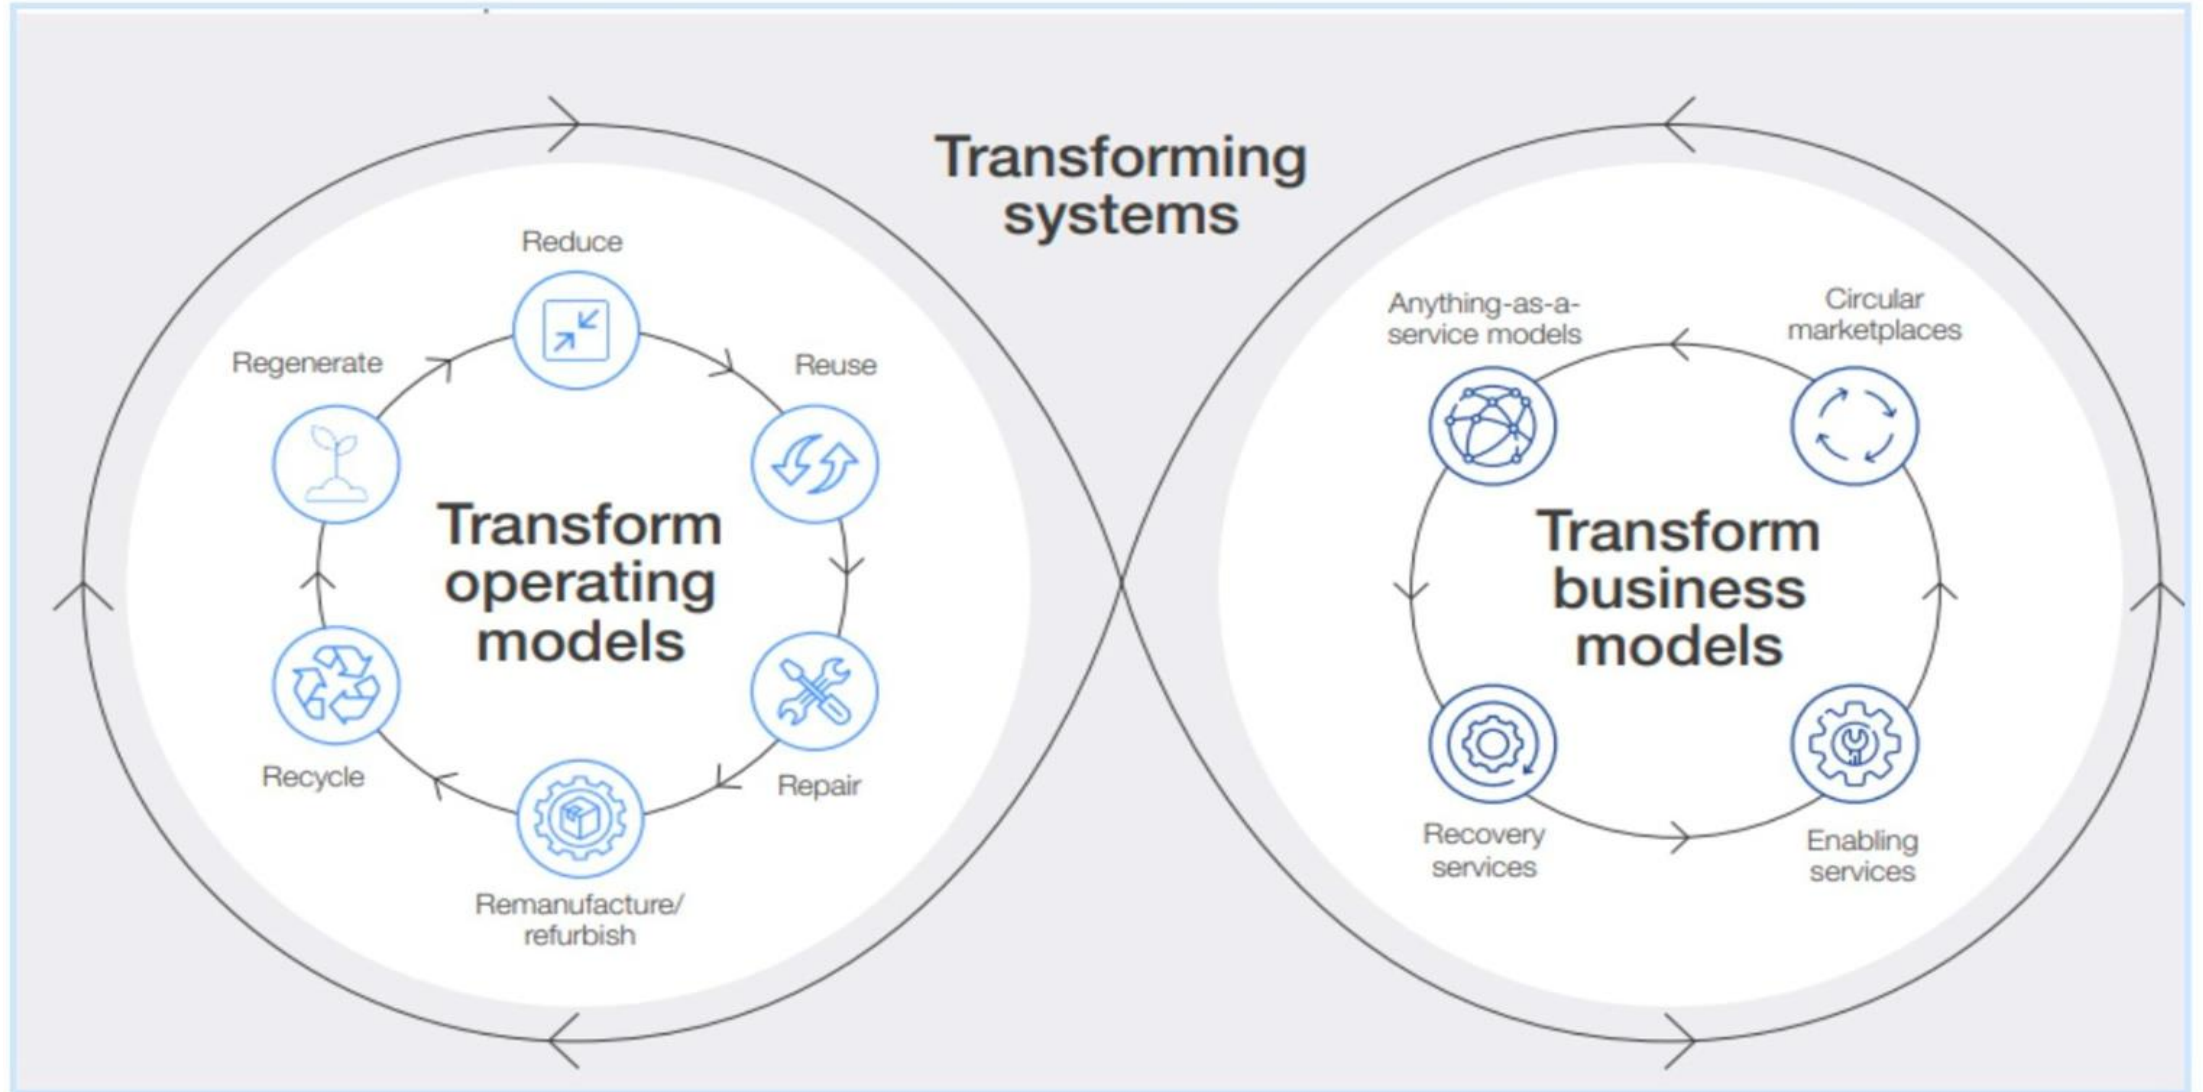 Transforming
systems
Reduce
Reuse
Repair
Remanufacture/
refurbish
Recycle
Regenerate
Transform
operating
models
Anything-as-a-
service models
Circular
marketplaces
Transform
business
models
Recovery
services
Enabling
services